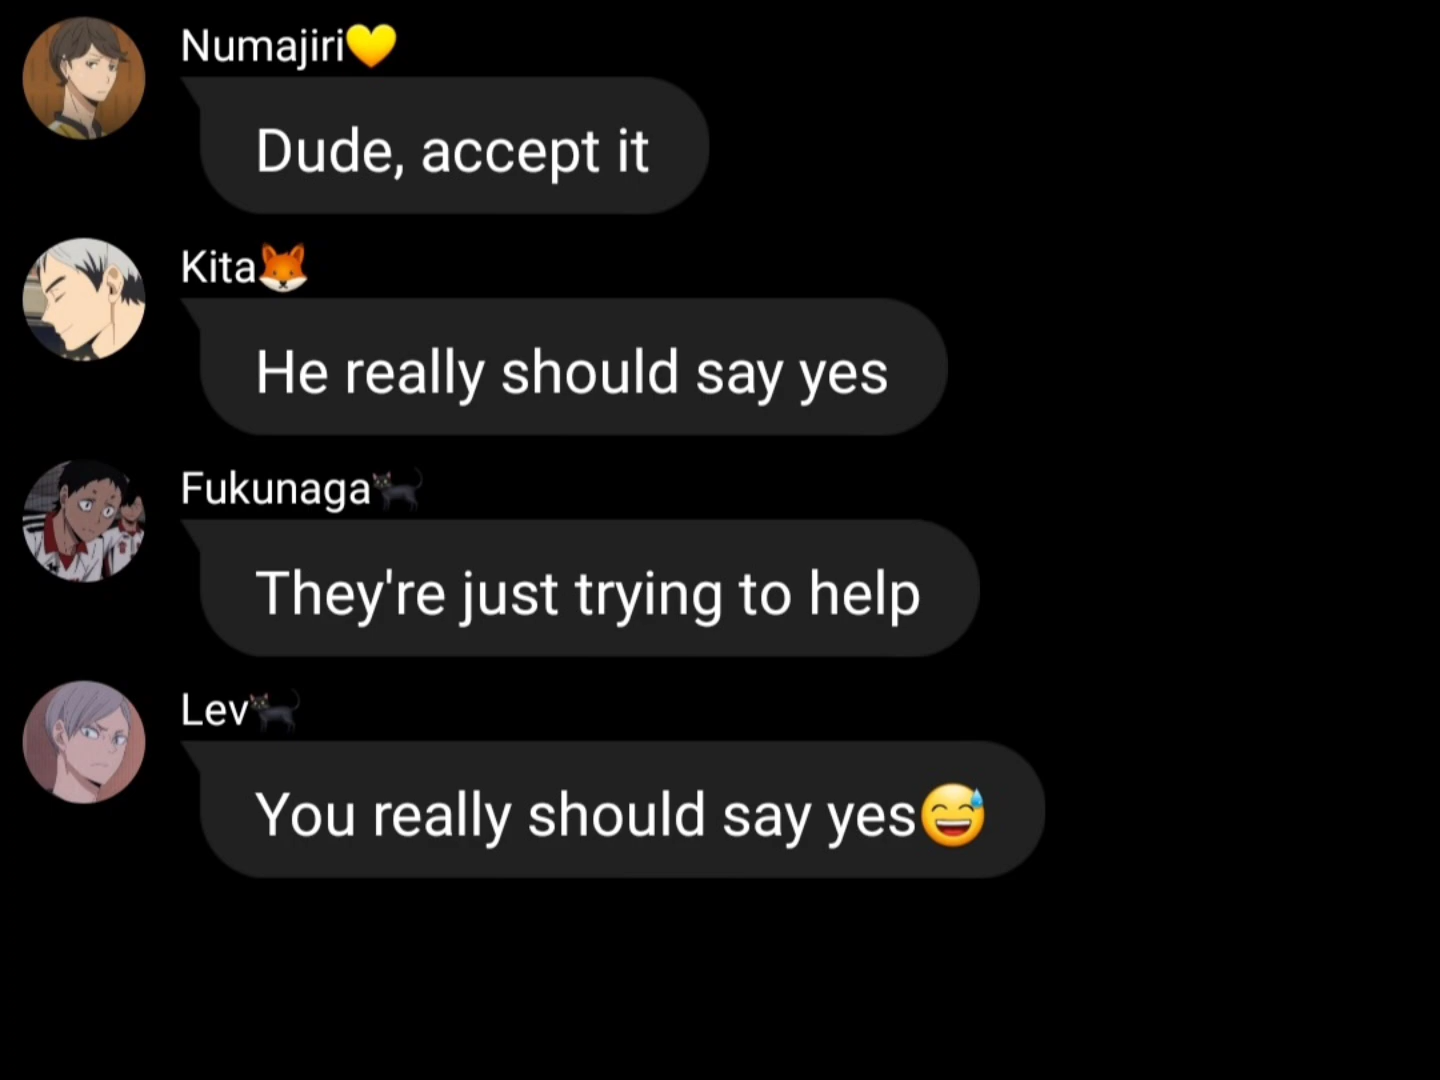 Numajiri💛
Dude, accept it
Kita🦊
He really should say yes
Fukunaga🐈‍⬛
They're just trying to help
Lev🐈‍⬛
You really should say yes😅